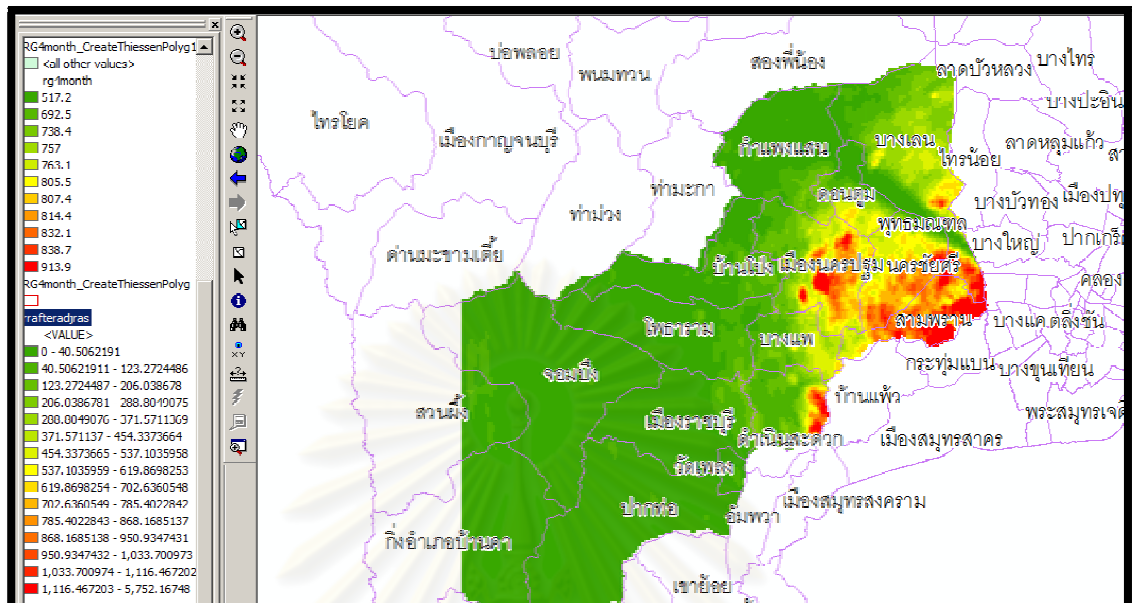 RG4month_CreateThiessenPolyg1
<all other values>
rg4month
517.2
692.5
738.4
757
763.1
805.5
807.4
814.4
832.1
838.7
913.9
RG4month_CreateThiessenPolyg
rafteradgras
<VALUE>
0 - 40.5062191
40.50621911 - 123.2724486
123.2724487 - 206.038678
206.0386781 - 288.8049075
288.8049076 - 371.5711369
371.571137 - 454.3373664
454.3373665 - 537.1035958
537.1035959 - 619.8698253
619.8698254 - 702.6360548
702.6360549 - 785.4022842
785.4022843 - 868.1685137
868.1685138 - 950.9347431
950.9347432 - 1,033.700973
1,033.700974 - 1,116.467202
1,116.467203 - 5,752.16748
บ่อพลอย
พนมทวน
สองพี่น้อง
ลาดบัวหลวง
บางไทร
บางปะอิน
ไทรโยค
เมืองกาญจนบุรี
กำแพงแสน
บางเลน
ลาดหลุมแก้ว
ไทรน้อย
ท่ามะกา
ท่าม่วง
ดอนตูม
พุทธมณฑล
บางบัวทอง
เมืองปทุ
บางใหญ่
ปากเกร็
ด่านมะขามเตี้ย
บ้านโป่ง
เมืองนครปฐม
นครชัยศรี
คลอง
โพธาราม
สามพราน
บางแค
ตลิ่งชัน
บางแพ
จอมบึง
กระทุ่มแบน
บางขุนเทียน
สวนผึ้ง
บ้านแพ้ว
เมืองราชบุรี
พระสมุทรเจดี
ดำเนินสะดวก
เมืองสมุทรสาคร
วัดเพลง
ปากท่อ
อัมพวา
เมืองสมุทรสงคราม
กิ่งอำเภอบ้านคา
เขาย้อย